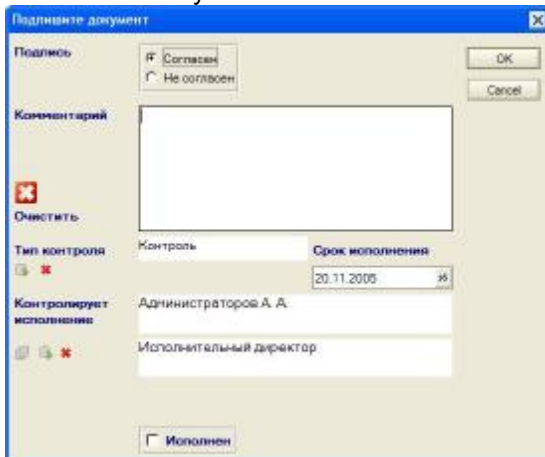 Подпишите документ
Подпись
Согласен
Не согласен
OK
Cancel
Комментарий
Очистить
Тип контроля
Контроль
Срок исполнения
20.11.2005
Контролирует
исполнение
Администраторов А. А.
Исполнительный директор
Исполнен